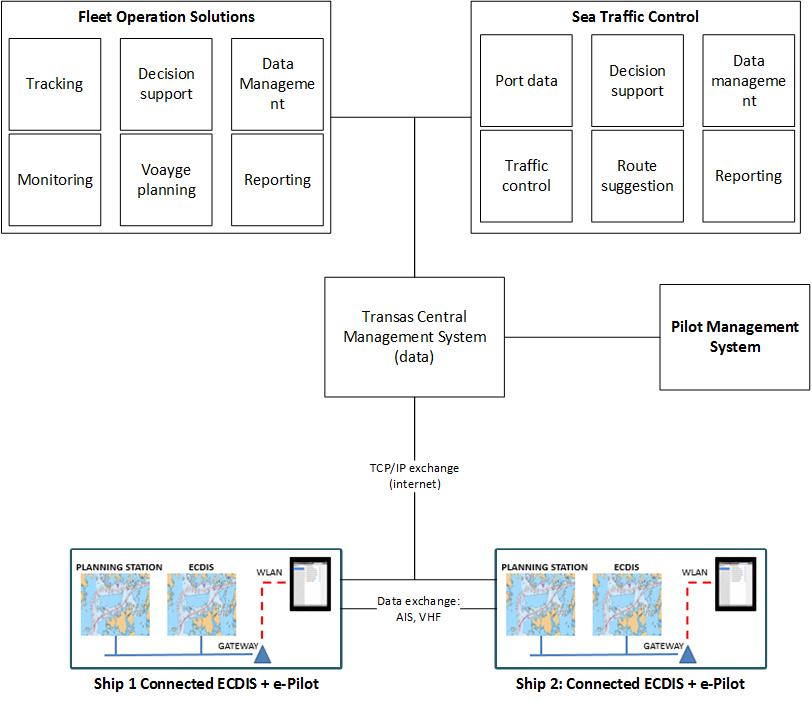 Fleet Operation Solutions
Tracking
Decision
support
Data
Manageme
nt
Monitoring
Voayge
planning
Reporting
Sea Traffic Control
Port data
Decision
support
Data
manageme
nt
Traffic
control
Route
suggestion
Reporting
Transas Central
Management System
(data)
Pilot Management
System
TCP/IP exchange
(internet)
PLANNING STATION
ECDIS
WLAN
GATEWAY
Data exchange:
AIS, VHF
PLANNING STATION
ECDIS
WLAN
GATEWAY
Ship 1 Connected ECDIS + e-Pilot
Ship 2: Connected ECDIS + e-Pilot